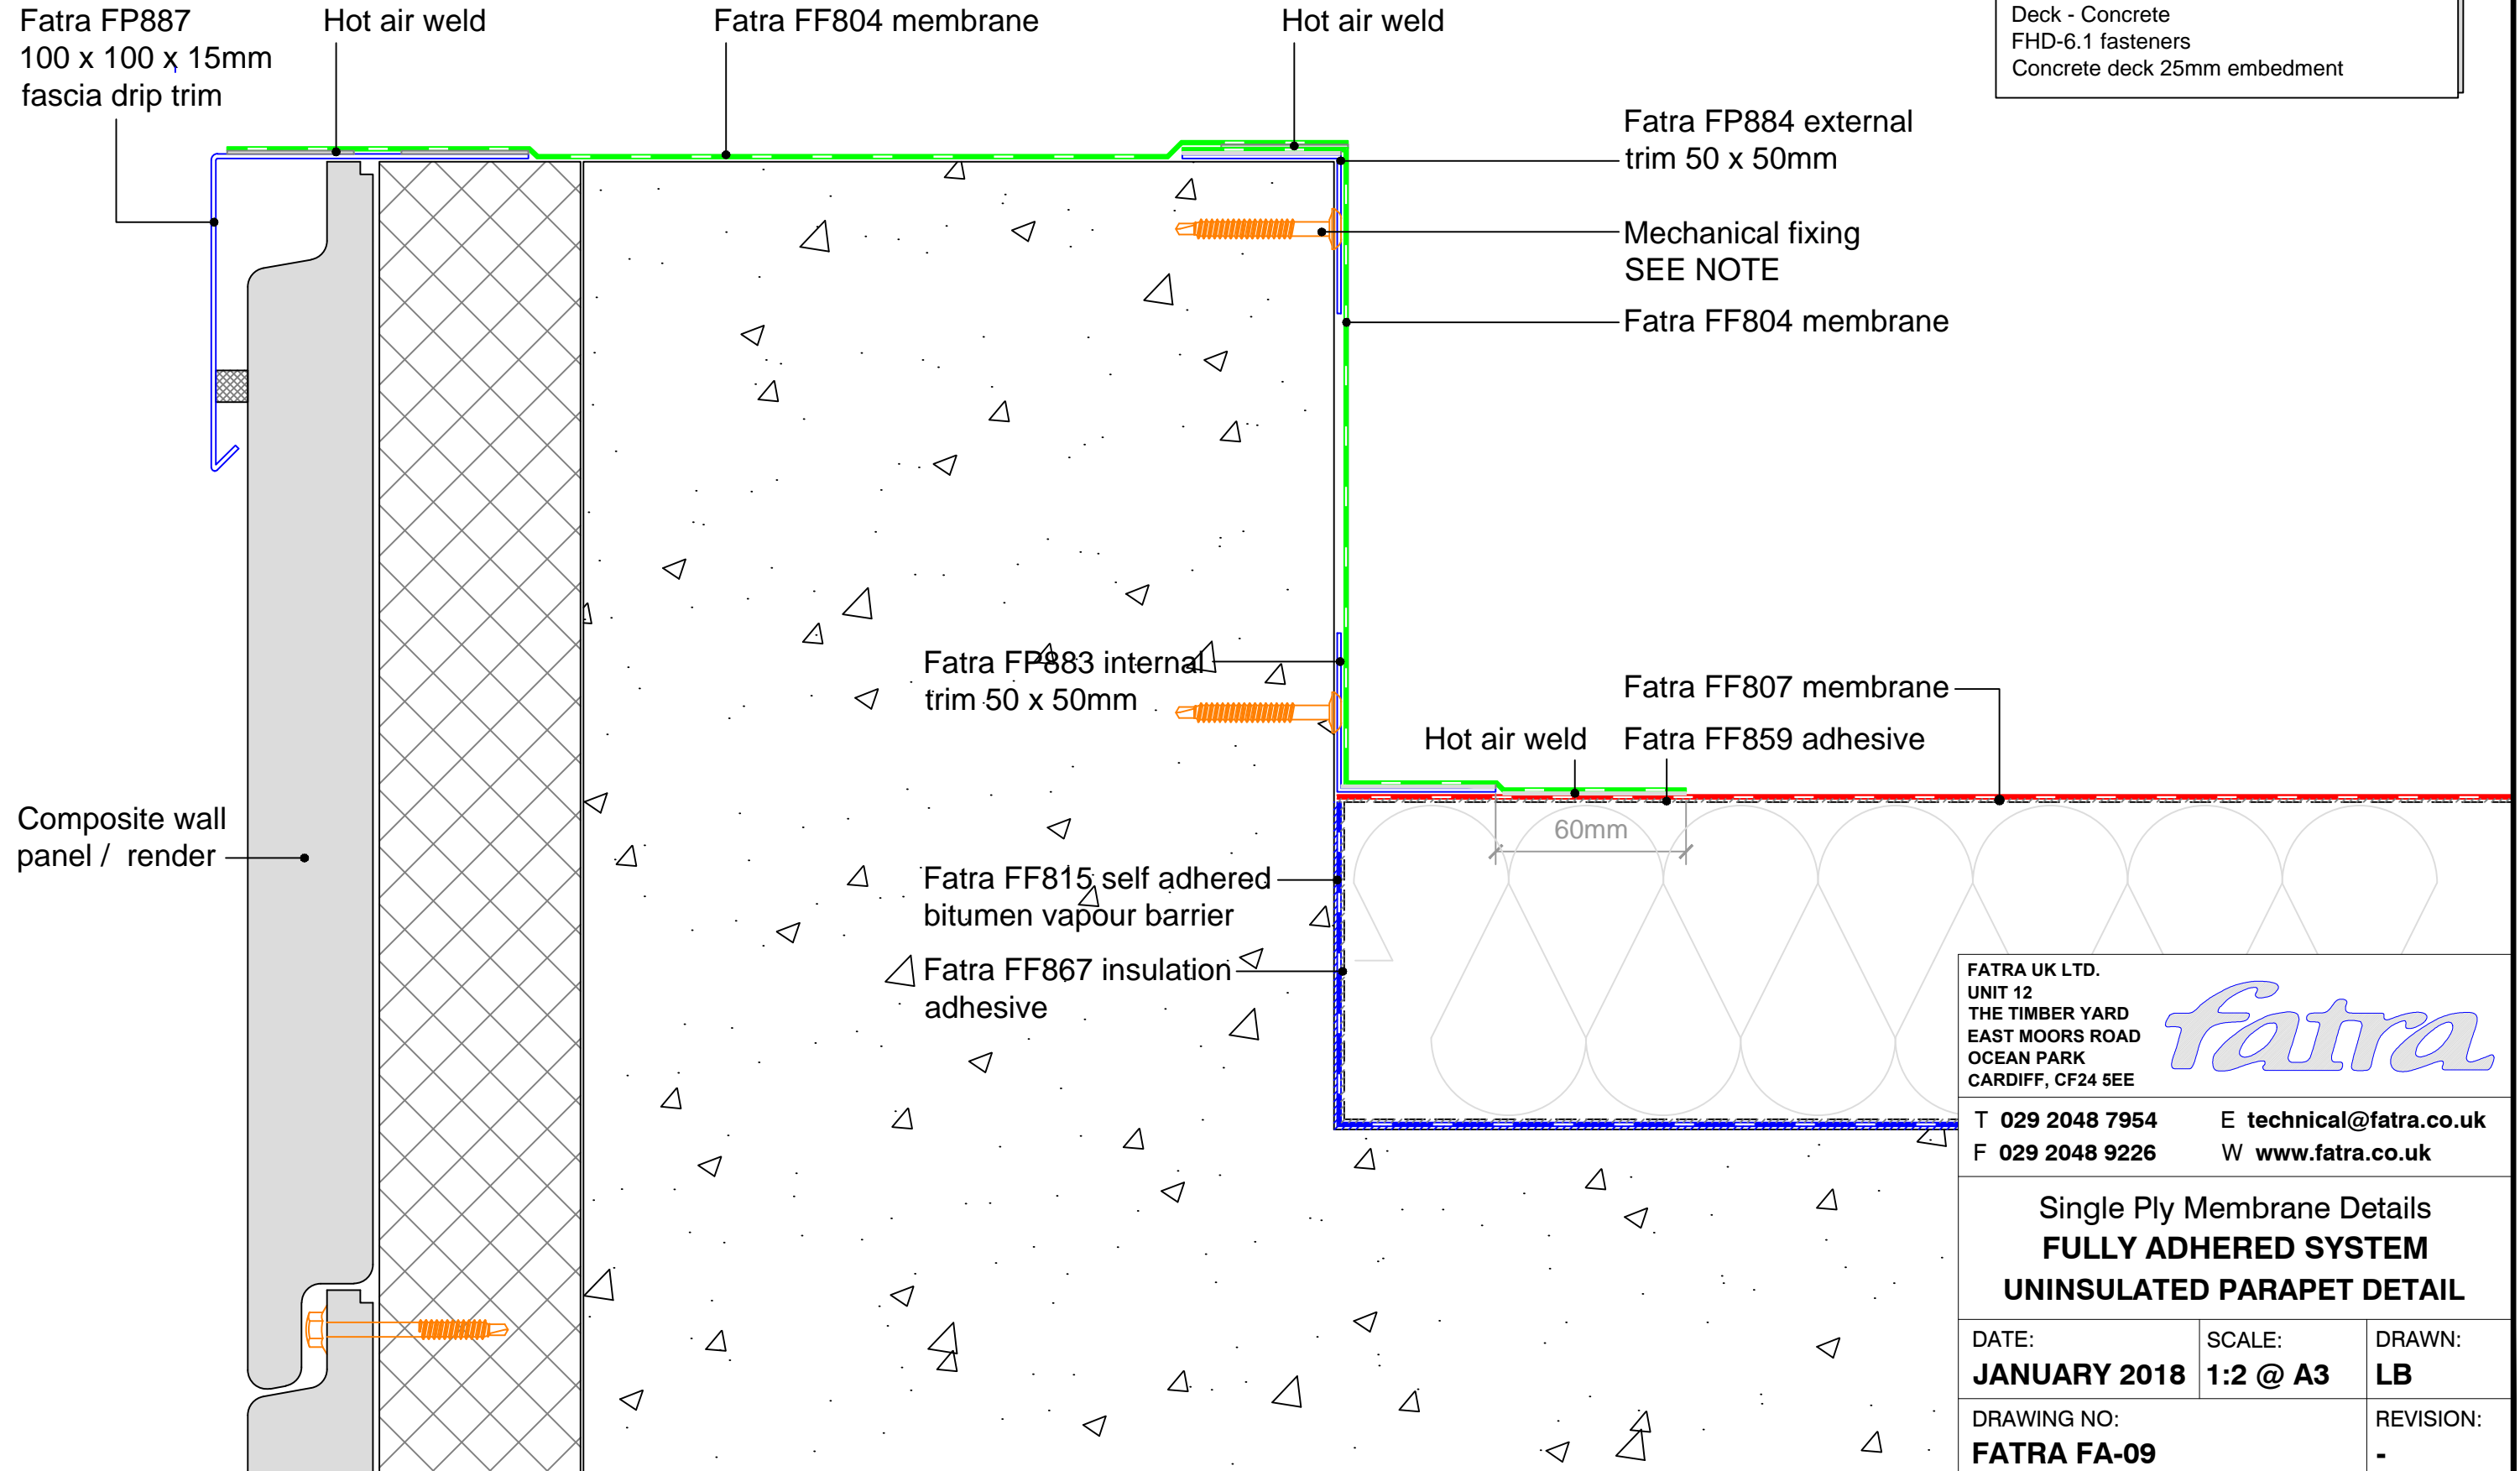 Fatra FP887
100 x 100 x 15mm
fascia drip trim
Hot air weld
Fatra FF804 membrane
Hot air weld
Deck - Concrete
FHD-6.1 fasteners
Concrete deck 25mm embedment
Fatra FP884 external
trim 50 x 50mm
Mechanical fixing
SEE NOTE
Fatra FF804 membrane
Fatra FP883 internal
trim 50 x 50mm
Fatra FF807 membrane
Hot air weld
Fatra FF859 adhesive
60mm
Composite wall
panel / render
Fatra FF815 self adhered
bitumen vapour barrier
Fatra FF867 insulation
adhesive
FATRA UK LTD.
UNIT 12
THE TIMBER YARD
EAST MOORS ROAD
OCEAN PARK
CARDIFF, CF24 5EE
fatra
T 029 2048 7954
E technical@fatra.co.uk
F 029 2048 9226
W www.fatra.co.uk
Single Ply Membrane Details
FULLY ADHERED SYSTEM
UNINSULATED PARAPET DETAIL
DATE:
JANUARY 2018
SCALE:
1:2 @ A3
DRAWN:
LB
DRAWING NO:
FATRA FA-09
REVISION:
-